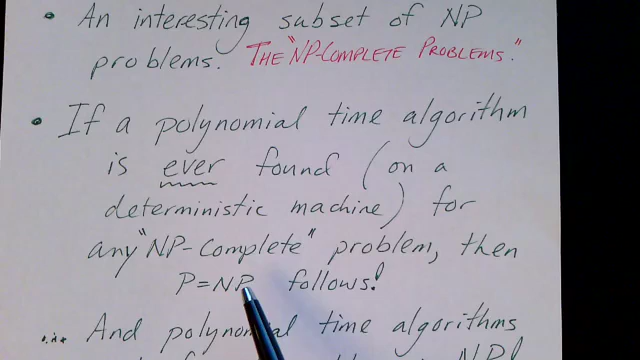 • An interesting subset of NP
problems. THE "NP-COMPLETE PROBLEMS."
• If a polynomial time algorithm
is ever found (on a
deterministic machine) for
any "NP-Complete" problem, then
P=NP follows!
And polynomial time algorithms
NP!